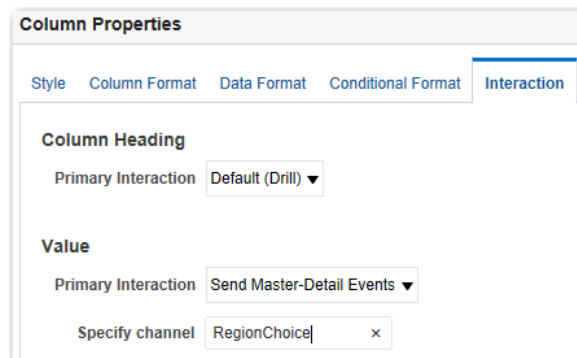 Column Properties
Style Column Format Data Format Conditional Format Interaction
Column Heading
Primary Interaction Default (Drill)
Value
Primary Interaction Send Master-Detail Events
Specify channel RegionChoice